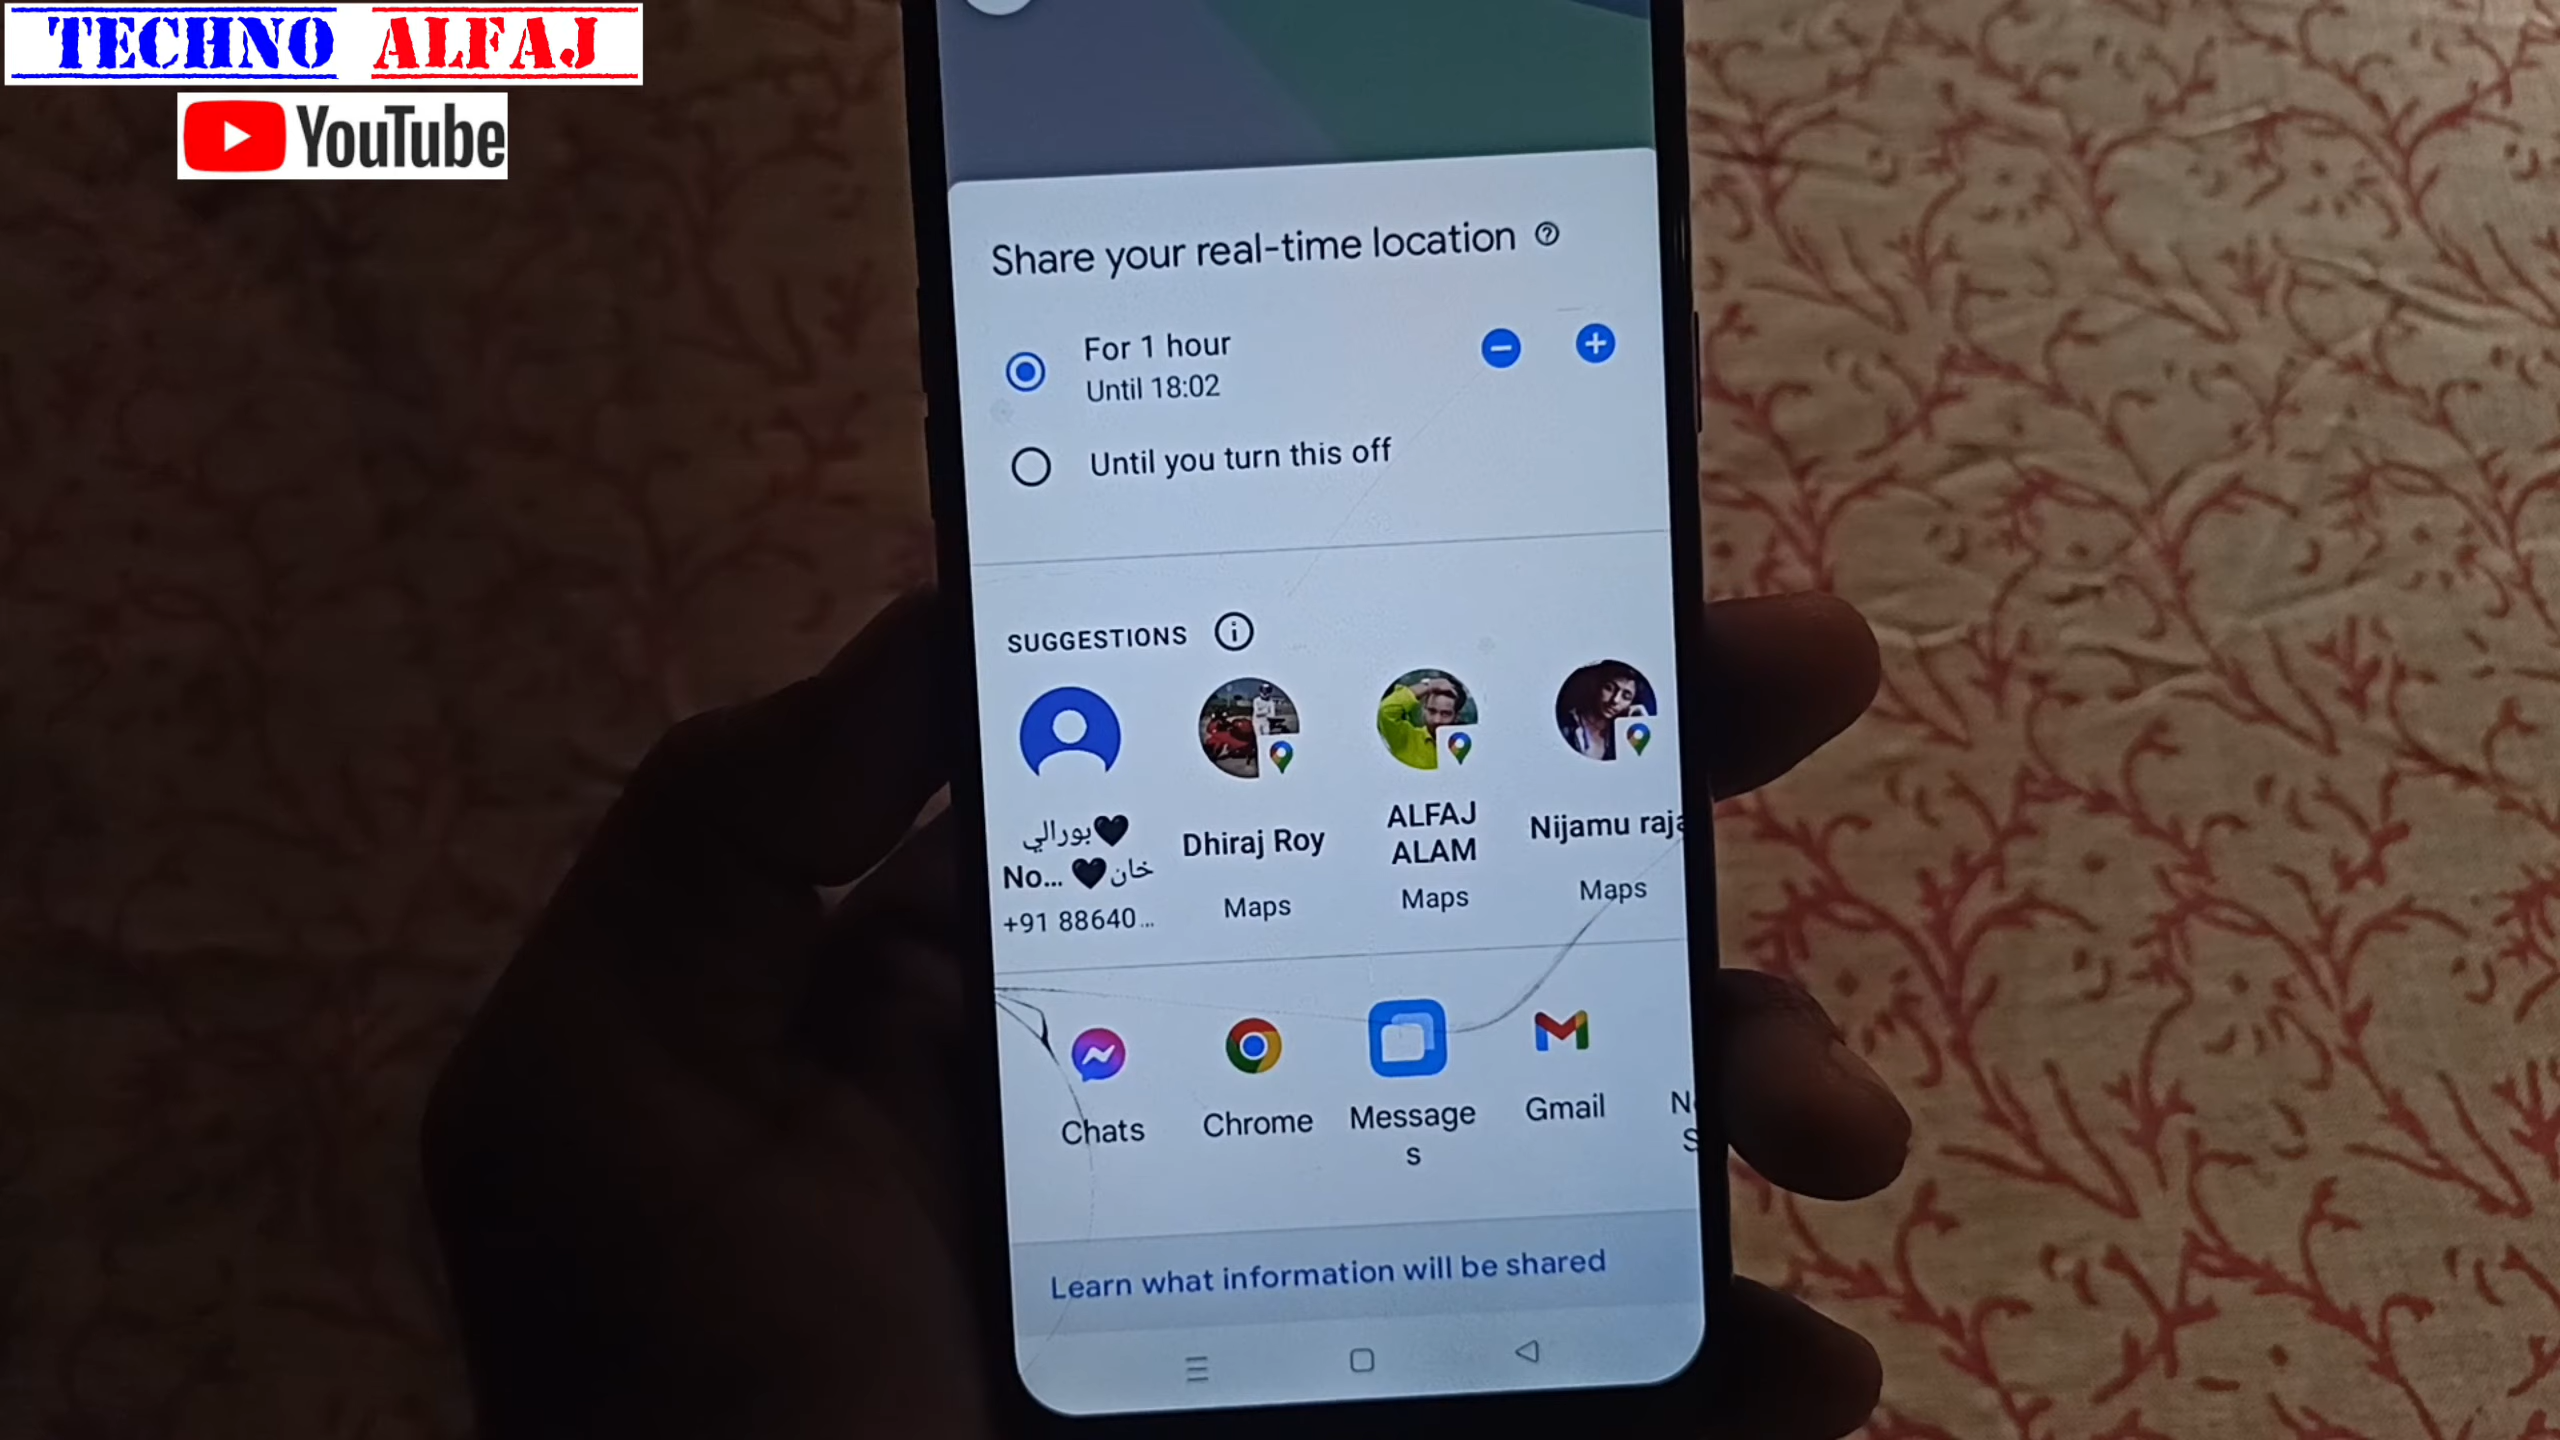 TECHNO ALFAJ
YouTube
Share your real-time location
For 1 hour
Until 18:02
Until you turn this off
SUGGESTIONS
بورالي🖤
No... 🖤خان
+91 88640...
Dhiraj Roy
Maps
ALFAJ
ALAM
Maps
Nijamu raja
Maps
Chats
Chrome
Message
s
Gmail
N
S
Learn what information will be shared